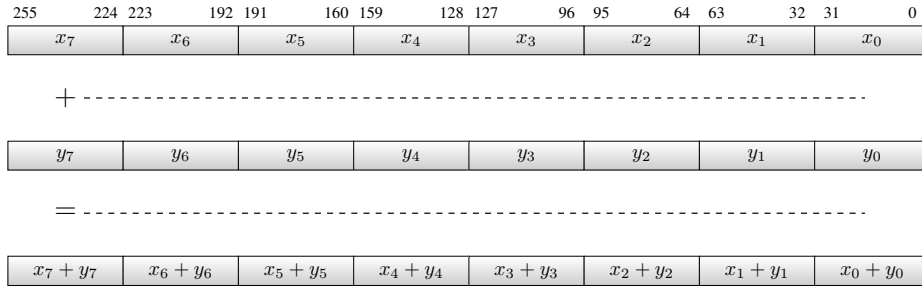 255 224 223 192 191 160 159 128 127 96 95 64 63 32 31 0
x₇ x₆ x₅ x₄ x₃ x₂ x₁ x₀
+
y₇ y₆ y₅ y₄ y₃ y₂ y₁ y₀
=
x₇ + y₇ x₆ + y₆ x₅ + y₅ x₄ + y₄ x₃ + y₃ x₂ + y₂ x₁ + y₁ x₀ + y₀